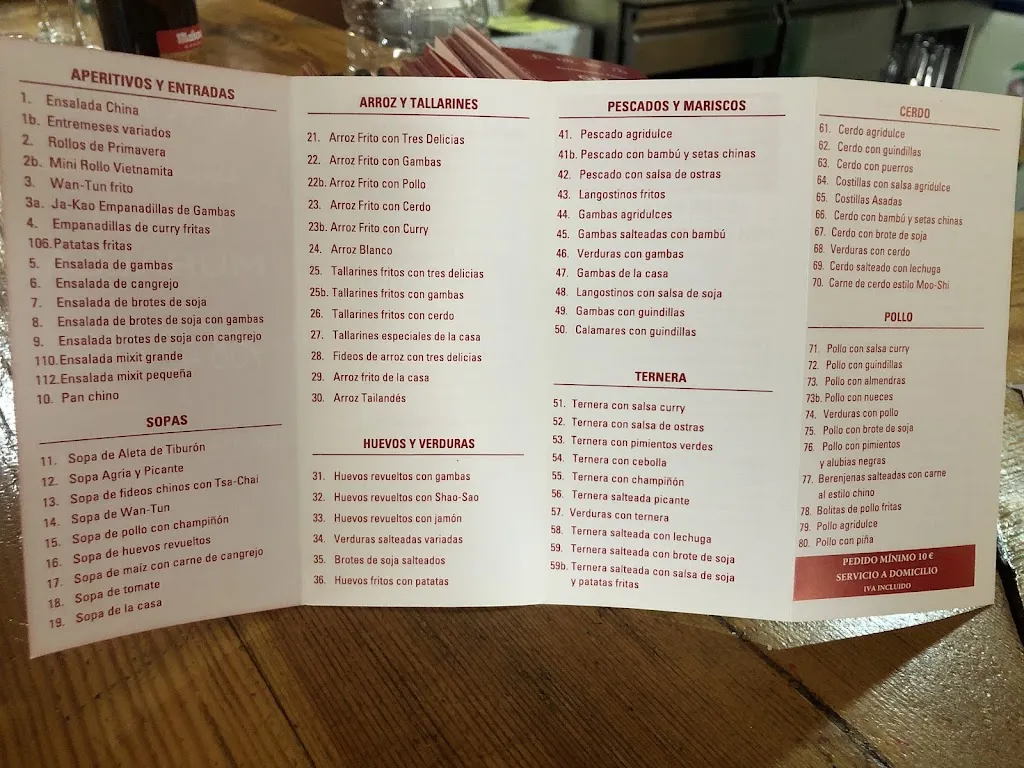 APERITIVOS Y ENTRADAS
1. Ensalada China
1b. Entremeses variados
2. Rollos de Primavera
2b. Mini Rollo Vietnamita
3. Wan-Tun frito
3a. Ja-Kao Empanadillas de Gambas
4. Empanadillas de curry fritas
106. Patatas fritas
5. Ensalada de gambas
6. Ensalada de cangrejo
7. Ensalada de brotes de soja
8. Ensalada de brotes de soja con gambas
9. Ensalada brotes de soja con cangrejo
110. Ensalada mixit grande
112. Ensalada mixit pequeña
10. Pan chino
SOPAS
11. Sopa de Aleta de Tiburón
12. Sopa Agria y Picante
13. Sopa de fideos chinos con Tsa-Chai
14. Sopa de Wan-Tun
15. Sopa de pollo con champiñón
16. Sopa de huevos revueltos
17. Sopa de maíz con carne de cangrejo
18. Sopa de tomate
19. Sopa de la casa
ARROZ Y TALLARINES
21. Arroz Frito con Tres Delicias
22. Arroz Frito con Gambas
22b. Arroz Frito con Pollo
23. Arroz Frito con Cerdo
23b. Arroz Frito con Curry
24. Arroz Blanco
25. Tallarines fritos con tres delicias
25b. Tallarines fritos con gambas
26. Tallarines fritos con cerdo
27. Tallarines especiales de la casa
28. Fideos de arroz con tres delicias
29. Arroz frito de la casa
30. Arroz Tailandés
HUEVOS Y VERDURAS
31. Huevos revueltos con gambas
32. Huevos revueltos con Shao-Sao
33. Huevos revueltos con jamón
34. Verduras salteadas variadas
35. Brotes de soja salteados
36. Huevos fritos con patatas
PESCADOS Y MARISCOS
41. Pescado agridulce
41b. Pescado con bambú y setas chinas
42. Pescado con salsa de ostras
43. Langostinos fritos
44. Gambas agridulces
45. Gambas salteadas con bambú
46. Verduras con gambas
47. Gambas de la casa
48. Langostinos con salsa de soja
49. Gambas con guindillas
50. Calamares con guindillas
TERNERA
51. Ternera con salsa curry
52. Ternera con salsa de ostras
53. Ternera con pimientos verdes
54. Ternera con cebolla
55. Ternera con champiñón
56. Ternera salteada picante
57. Verduras con ternera
58. Ternera salteada con lechuga
59. Ternera salteada con brote de soja
59b. Ternera salteada con salsa de soja
y patatas fritas
CERDO
61. Cerdo agridulce
62. Cerdo con guindillas
63. Cerdo con puerros
64. Costillas con salsa agridulce
65. Costillas Asadas
66. Cerdo con bambú y setas chinas
67. Cerdo con brote de soja
68. Verduras con cerdo
69. Cerdo salteado con lechuga
70. Carne de cerdo estilo Moo-Shi
POLLO
71. Pollo con salsa curry
72. Pollo con guindillas
73. Pollo con almendras
73b. Pollo con nueces
74. Verduras con pollo
75. Pollo con brote de soja
76. Pollo con pimientos
y alubias negras
77. Berenjenas salteadas con carne
al estilo chino
78. Bolitas de pollo fritas
79. Pollo agridulce
80. Pollo con piña
PEDIDO MÍNIMO 10 €
SERVICIO A DOMICILIO
IVA INCLUIDO